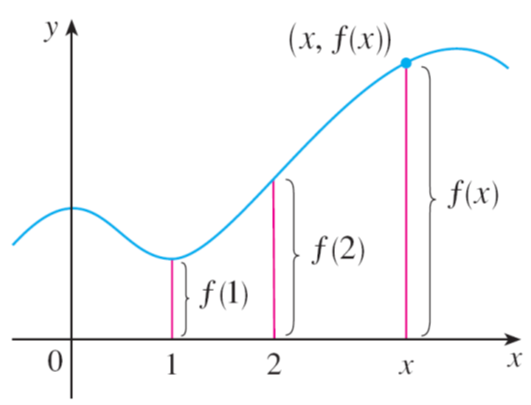 y
(x, f(x))
f(x)
f(2)
f(1)
0 1 2 x x